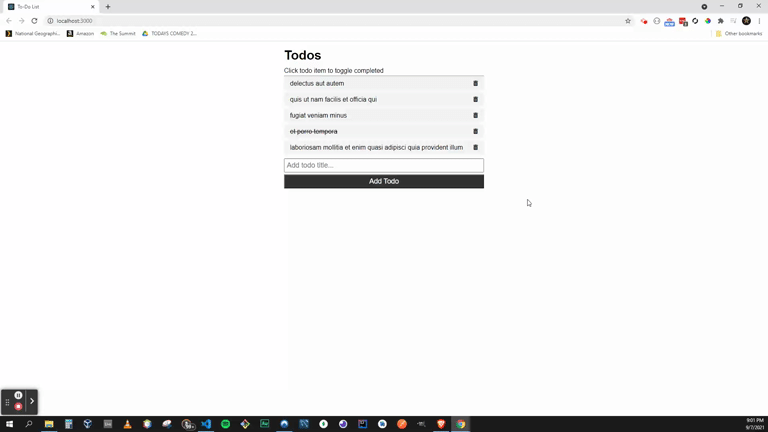 To-Do List
localhost:3000
National Geographi...
Amazon
The Summit
TODAYS COMEDY 2...
Other bookmarks
Todos
Click todo item to toggle completed
delectus aut autem
quis ut nam facilis et officia qui
fugiat veniam minus
et porro tempora
laboriosam mollitia et enim quasi adipisci quia provident illum
Add todo title...
Add Todo
9:01 PM
9/7/2021